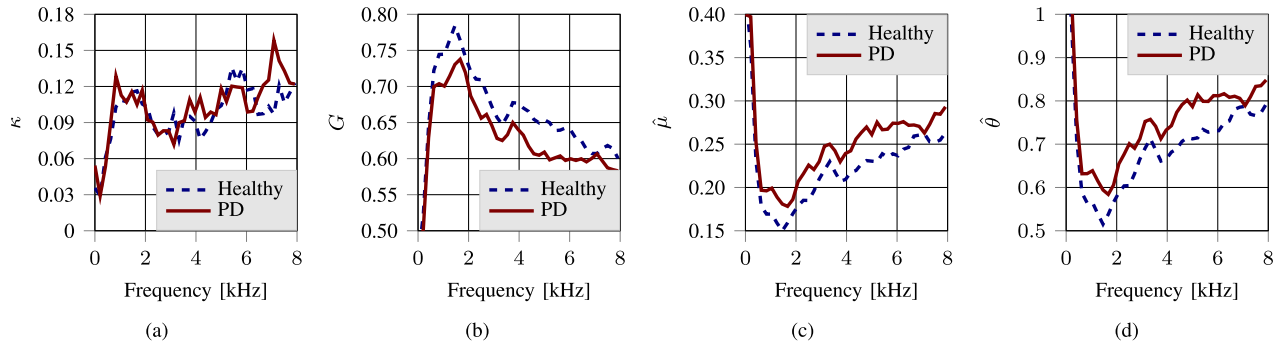 0.18
0.15
0.12
0.09
0.06
0.03
0
κ
Healthy
PD
0 2 4 6 8
Frequency [kHz]
(a)
0.80
0.75
0.70
0.65
0.60
0.55
0.50
G
Healthy
PD
0 2 4 6 8
Frequency [kHz]
(b)
0.40
0.35
0.30
0.25
0.20
0.15
μ̂
Healthy
PD
0 2 4 6 8
Frequency [kHz]
(c)
1
0.9
0.8
0.7
0.6
0.5
θ̂
Healthy
PD
0 2 4 6 8
Frequency [kHz]
(d)